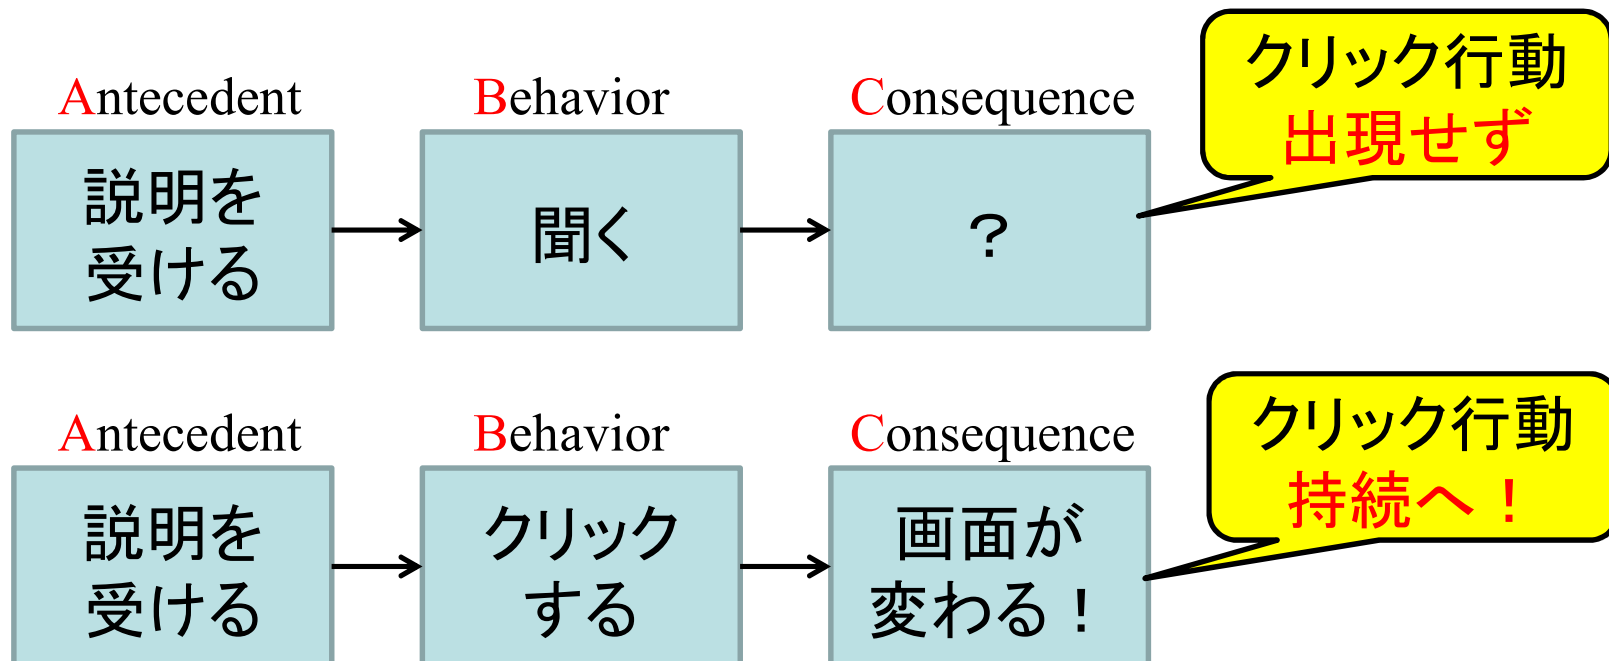 Antecedent
Behavior
Consequence
クリック行動
出現せず
説明を
受ける
聞く
？
Antecedent
Behavior
Consequence
クリック行動
持続へ！
説明を
受ける
クリック
する
画面が
変わる！